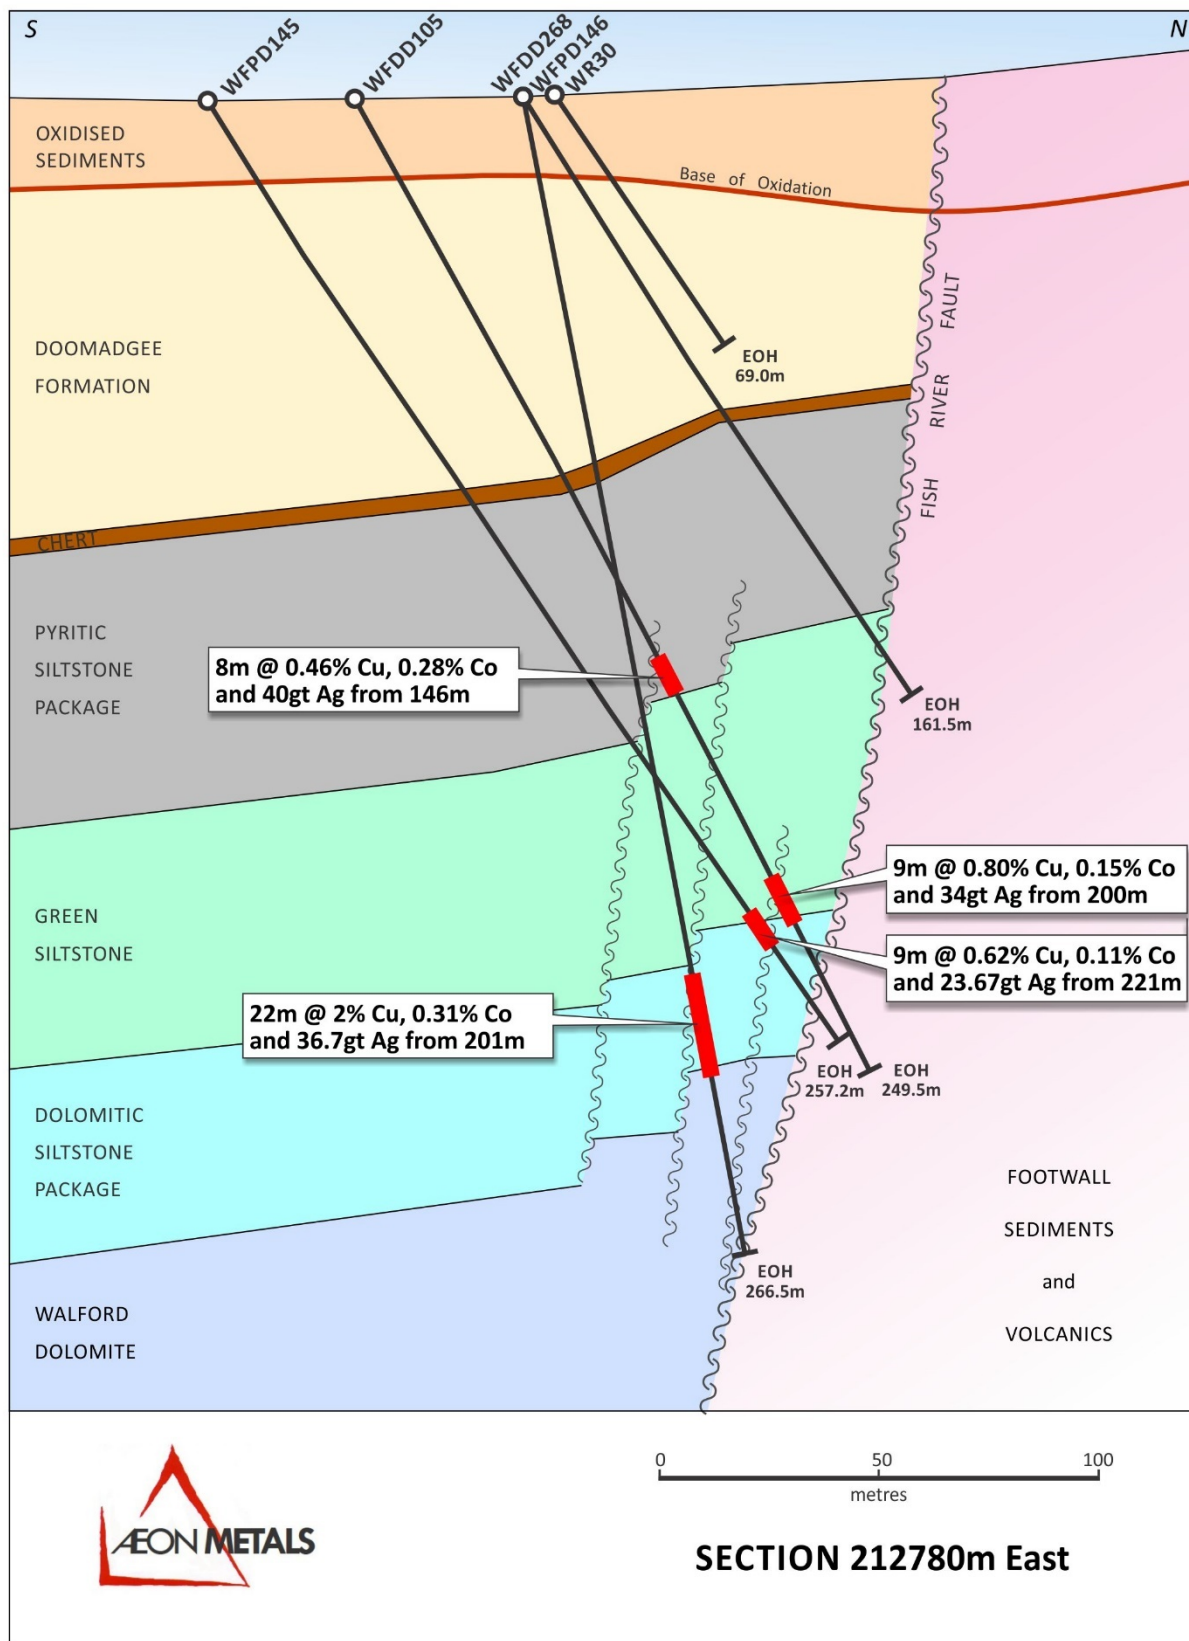 S
N
WFPD145
WFDD105
WFDD268
WFPD146
WR30
OXIDISED
SEDIMENTS
Base of Oxidation
DOOMADGEE
FORMATION
EOH
69.0m
FISH RIVER FAULT
CHERT
PYRITIC
SILTSTONE
PACKAGE
8m @ 0.46% Cu, 0.28% Co
and 40gt Ag from 146m
EOH
161.5m
9m @ 0.80% Cu, 0.15% Co
and 34gt Ag from 200m
GREEN
SILTSTONE
9m @ 0.62% Cu, 0.11% Co
and 23.67gt Ag from 221m
22m @ 2% Cu, 0.31% Co
and 36.7gt Ag from 201m
EOH
257.2m
EOH
249.5m
DOLOMITIC
SILTSTONE
PACKAGE
FOOTWALL
SEDIMENTS
and
VOLCANICS
EOH
266.5m
WALFORD
DOLOMITE
0 50 100
metres
ÆON METALS
SECTION 212780m East